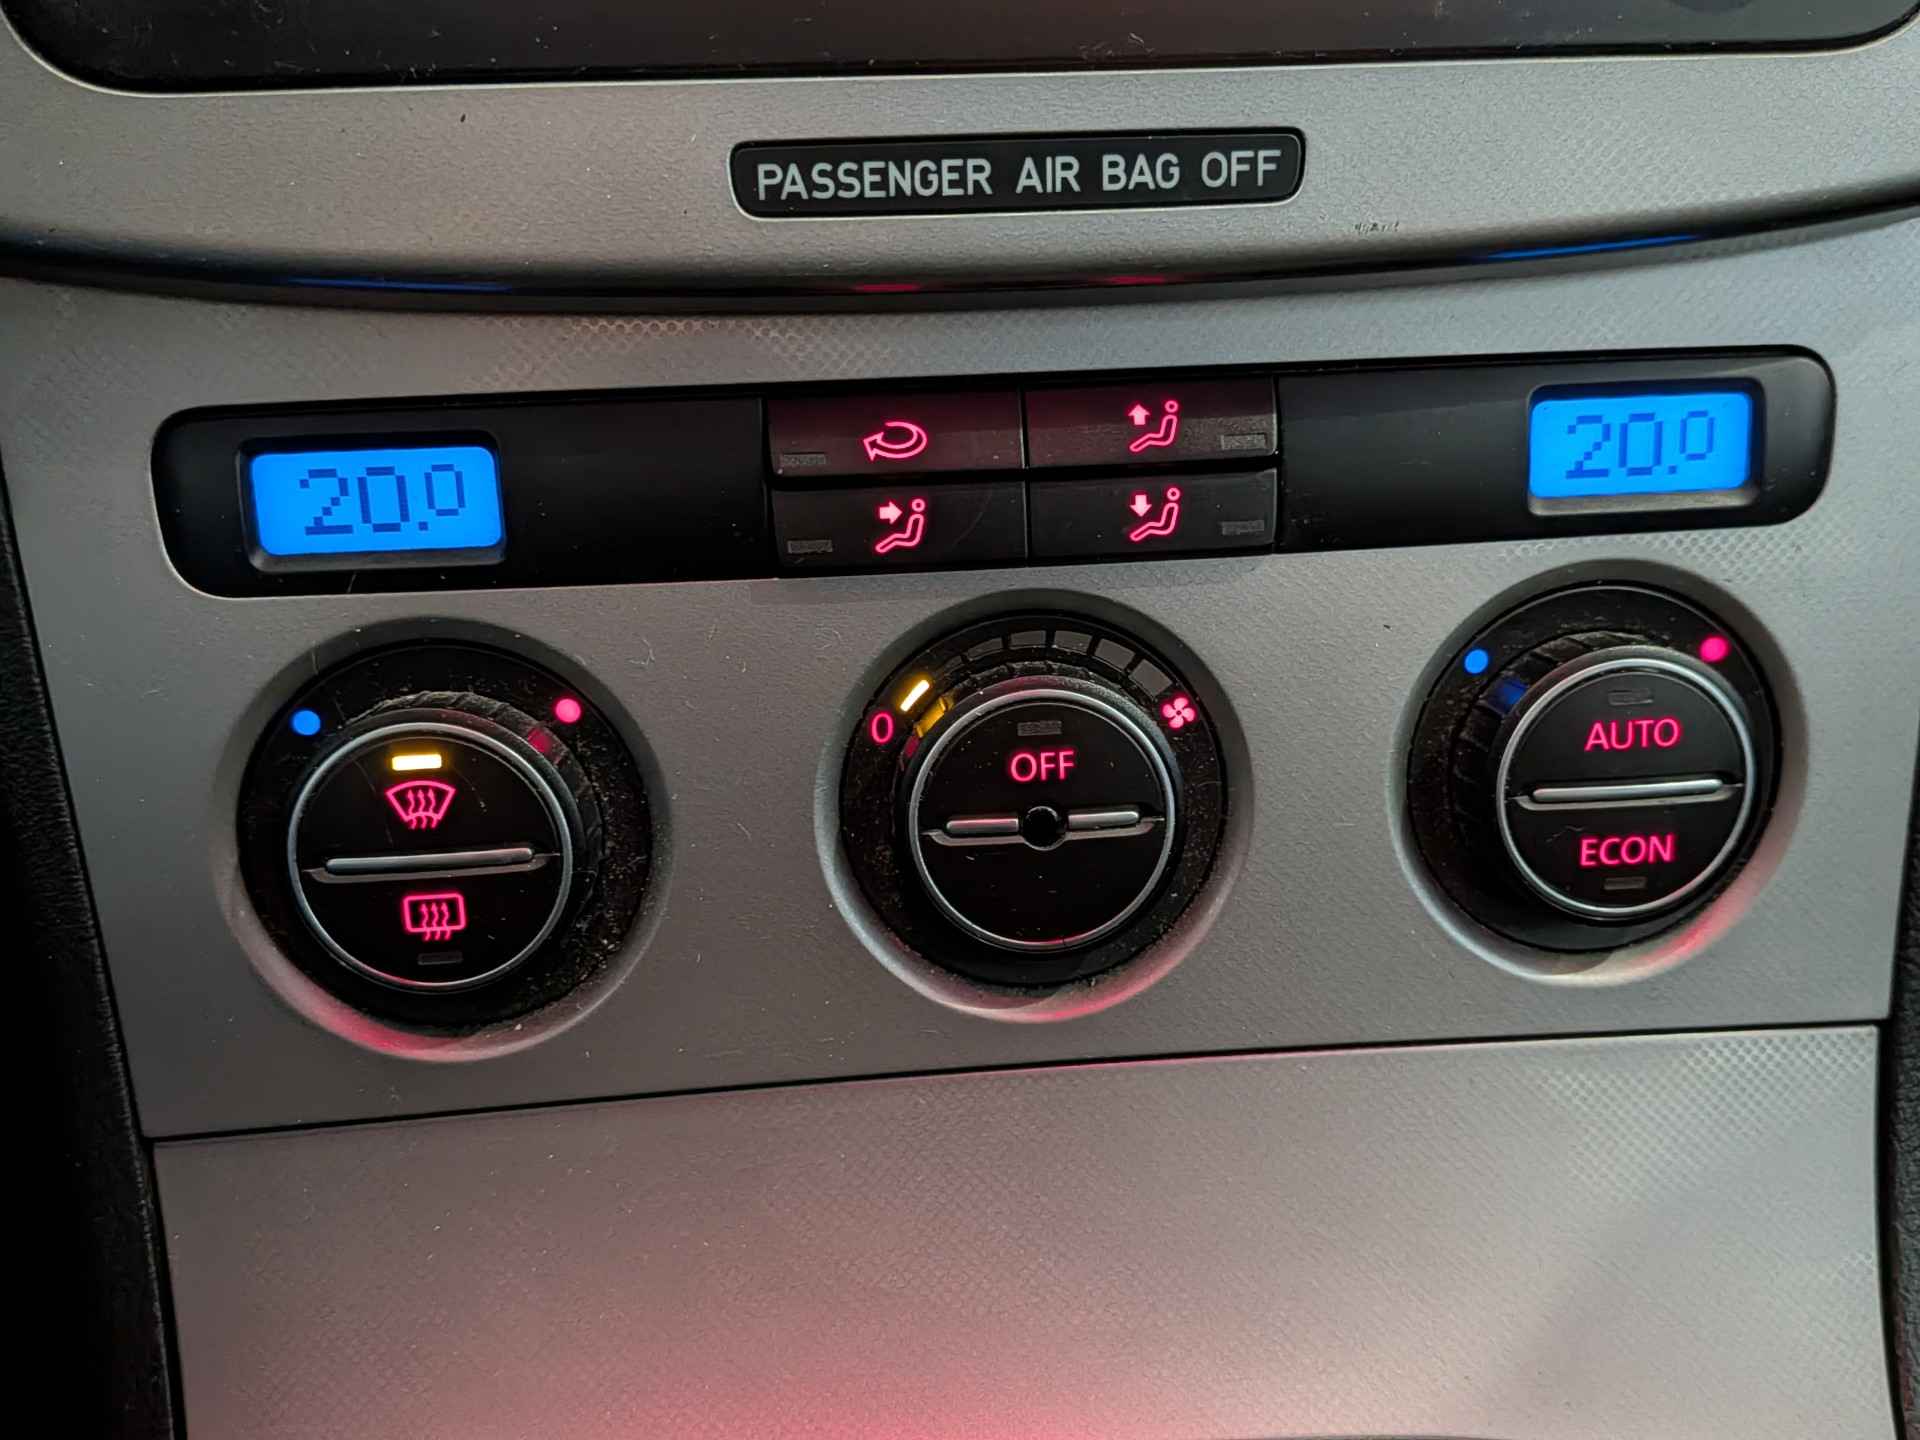 PASSENGER AIR BAG OFF
20.0
20.0
0
OFF
AUTO
ECON